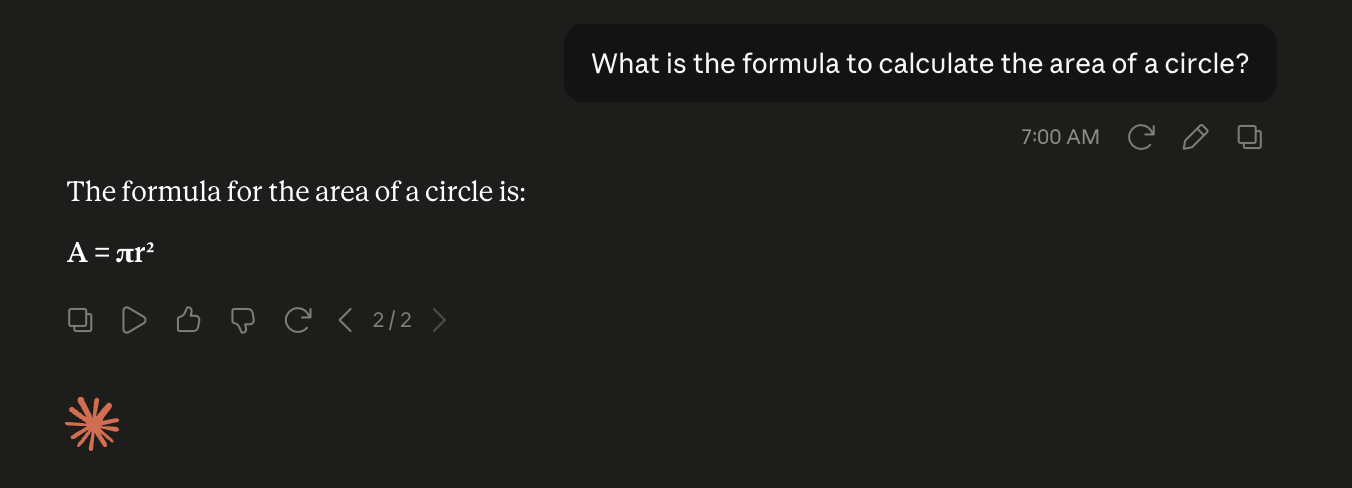 What is the formula to calculate the area of a circle?
7:00 AM
The formula for the area of a circle is:
A = πr²
2 / 2